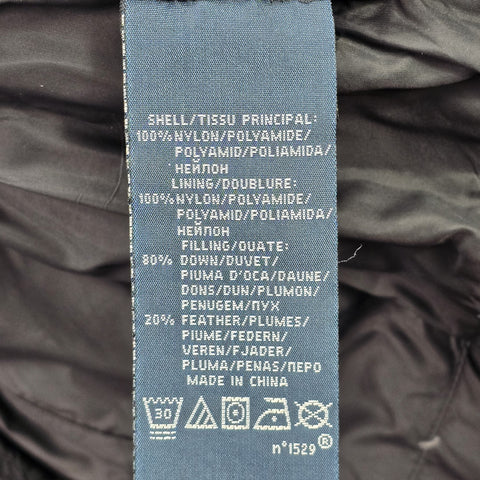 SHELL/TISSU PRINCIPAL:
100% NYLON/POLYAMIDE/
POLYAMID/POLIAMIDA/
НЕЙЛОН
LINING/DOUBLURE:
100% NYLON/POLYAMIDE/
POLYAMID/POLIAMIDA/
НЕЙЛОН
FILLING/OUATE:
80% DOWN/DUVET/
PIUMA D'OCA/DAUNE/
DONS/DUN/PLUMON/
PENUGEM/ПУХ
20% FEATHER/PLUMES/
PIUME/FEDERN/
VEREN/FJADER/
PLUMA/PENAS/ПЕРО
MADE IN CHINA
30
n°1529®